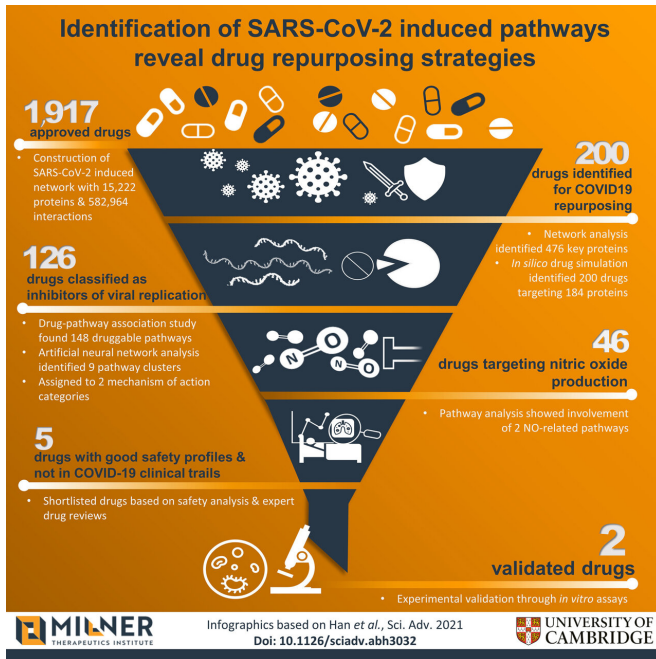 Identification of SARS-CoV-2 induced pathways
reveal drug repurposing strategies
1,917
approved drugs
• Construction of
SARS-CoV-2 induced
network with 15,222
proteins & 582,964
interactions
200
drugs identified
for COVID19
repurposing
• Network analysis
identified 476 key proteins
• In silico drug simulation
identified 200 drugs
targeting 184 proteins
126
drugs classified as
inhibitors of viral replication
• Drug-pathway association study
found 148 druggable pathways
• Artificial neural network analysis
identified 9 pathway clusters
• Assigned to 2 mechanism of action
categories
N O
N O
46
drugs targeting nitric oxide
production
• Pathway analysis showed involvement
of 2 NO-related pathways
5
drugs with good safety profiles &
not in COVID-19 clinical trails
• Shortlisted drugs based on safety analysis & expert
drug reviews
2
validated drugs
• Experimental validation through in vitro assays
MILNER
THERAPEUTICS INSTITUTE
Infographics based on Han et al., Sci. Adv. 2021
Doi: 10.1126/sciadv.abh3032
UNIVERSITY OF
CAMBRIDGE